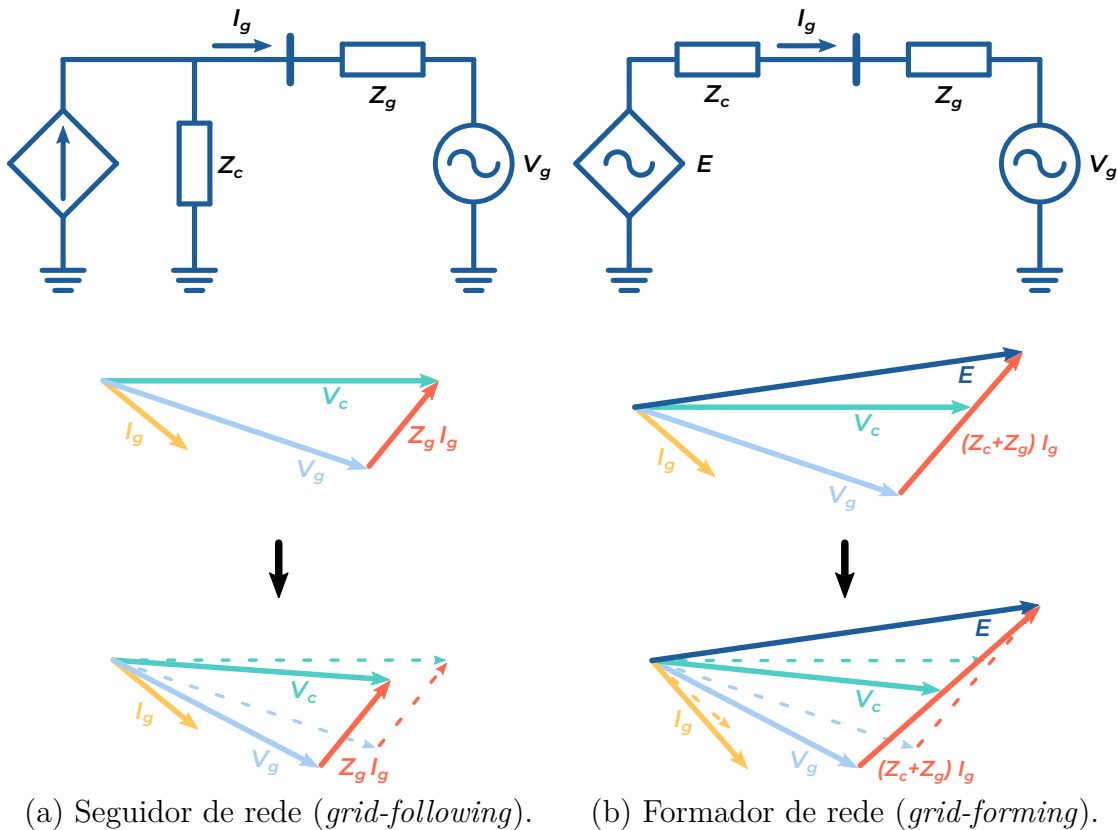 I_g
Z_g
Z_c
V_g
I_g
Z_c
Z_g
E
V_g
V_c
I_g
V_g
Z_g I_g
E
V_c
I_g
V_g
(Z_c+Z_g) I_g
V_c
I_g
V_g
Z_g I_g
E
V_c
I_g
V_g
(Z_c+Z_g) I_g
(a) Seguidor de rede (grid-following).
(b) Formador de rede (grid-forming).